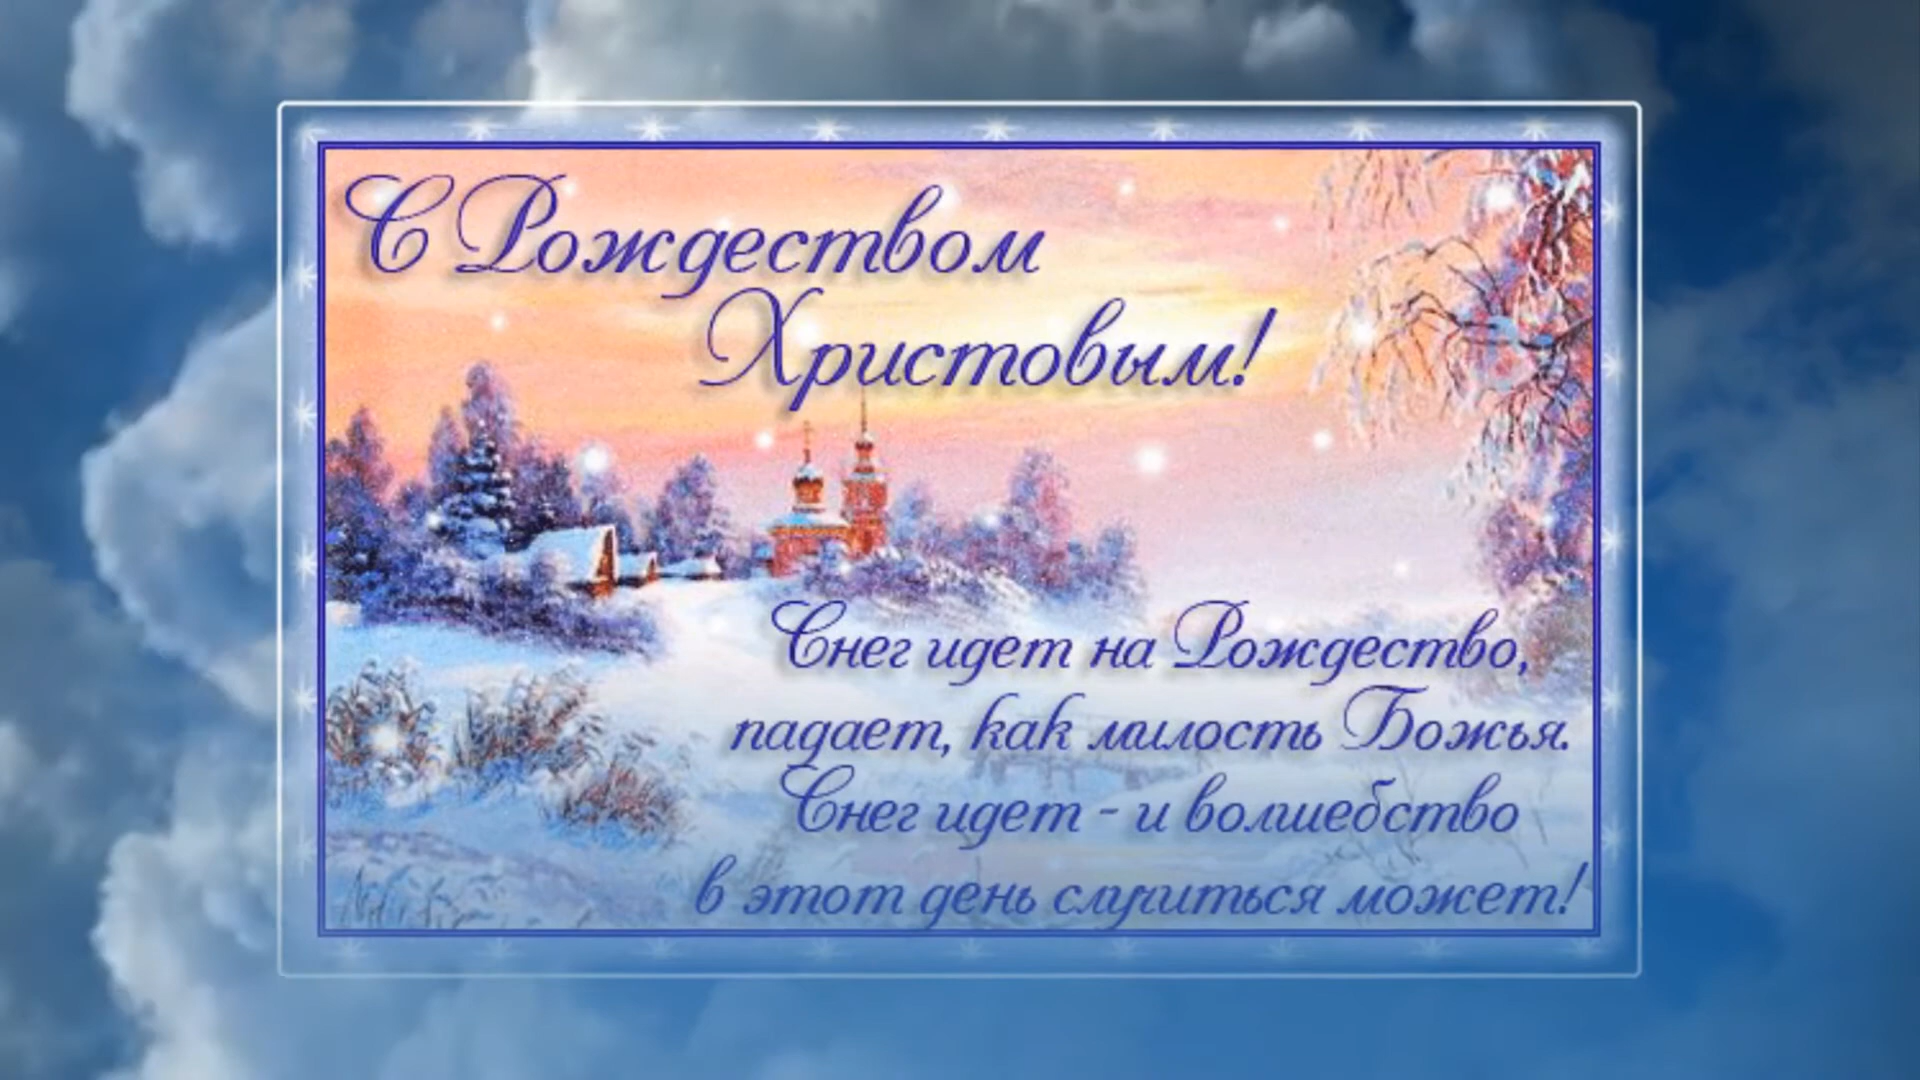 С Рождеством
Христовым!
Снег идет на Рождество,
падает, как милость Божья.
Снег идет - и волшебство
в этот день случиться может!